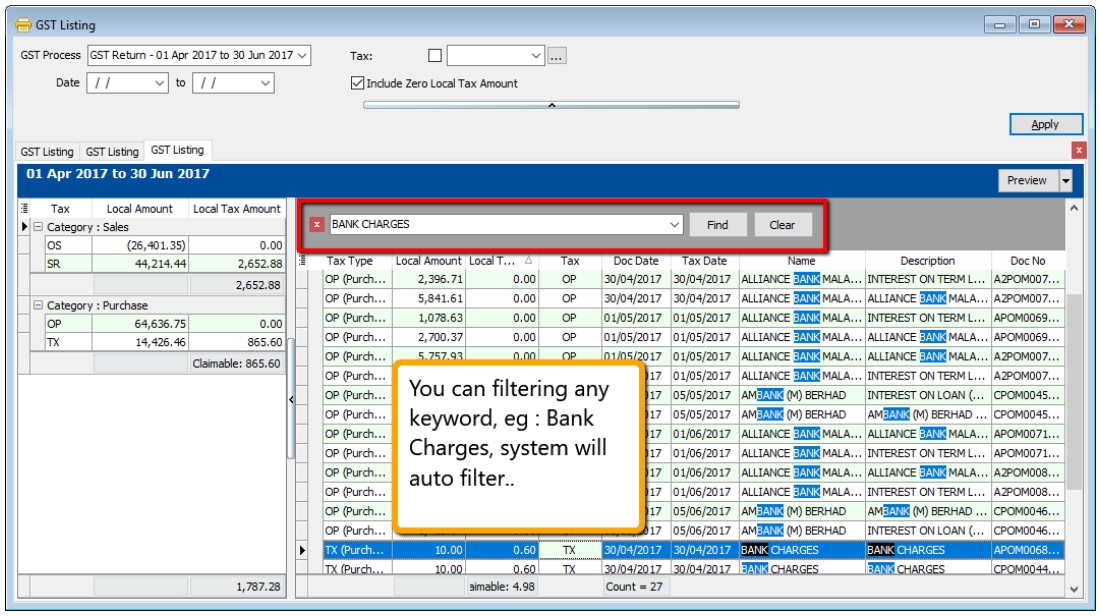 GST Listing
GST Process GST Return - 01 Apr 2017 to 30 Jun 2017 Tax: ...
Date / / to / / Include Zero Local Tax Amount
Apply
GST Listing GST Listing GST Listing x
01 Apr 2017 to 30 Jun 2017
Preview
Tax Local Amount Local Tax Amount
Category : Sales
OS (26,401.35) 0.00
SR 44,214.44 2,652.88
2,652.88
Category : Purchase
OP 64,636.75 0.00
TX 14,426.46 865.60
Claimable: 865.60
1,787.28
x BANK CHARGES Find Clear
Tax Type Local Amount Local T... Tax Doc Date Tax Date Name Description Doc No
OP (Purch... 2,396.71 0.00 OP 30/04/2017 30/04/2017 ALLIANCE BANK MALA... INTEREST ON TERM L... A2POM007...
OP (Purch... 5,841.61 0.00 OP 30/04/2017 30/04/2017 ALLIANCE BANK MALA... ALLIANCE BANK MALA... A2POM007...
OP (Purch... 1,078.63 0.00 OP 01/05/2017 01/05/2017 ALLIANCE BANK MALA... INTEREST ON TERM L... APOM0069...
OP (Purch... 2,700.37 0.00 OP 01/05/2017 01/05/2017 ALLIANCE BANK MALA... ALLIANCE BANK MALA... APOM0069...
OP (Purch... 5,757.93 0.00 OP 01/05/2017 01/05/2017 ALLIANCE BANK MALA... ALLIANCE BANK MALA... A2POM007...
OP (Purch... 17 01/05/2017 ALLIANCE BANK MALA... INTEREST ON TERM L... A2POM007...
OP (Purch... 17 05/05/2017 AMBANK (M) BERHAD INTEREST ON LOAN (... CPOM0045...
OP (Purch... 17 05/05/2017 AMBANK (M) BERHAD AMBANK (M) BERHAD ... CPOM0045...
OP (Purch... 17 01/06/2017 ALLIANCE BANK MALA... ALLIANCE BANK MALA... APOM0071...
OP (Purch... 17 01/06/2017 ALLIANCE BANK MALA... INTEREST ON TERM L... APOM0071...
OP (Purch... 17 01/06/2017 ALLIANCE BANK MALA... ALLIANCE BANK MALA... A2POM008...
OP (Purch... 17 01/06/2017 ALLIANCE BANK MALA... INTEREST ON TERM L... A2POM008...
OP (Purch... 17 05/06/2017 AMBANK (M) BERHAD AMBANK (M) BERHAD ... CPOM0046...
OP (Purch... 05/06/2017 AMBANK (M) BERHAD INTEREST ON LOAN (... CPOM0046...
TX (Purch... 10.00 0.60 TX 30/04/2017 30/04/2017 BANK CHARGES BANK CHARGES APOM0068...
TX (Purch... 10.00 0.60 TX 30/04/2017 30/04/2017 BANK CHARGES BANK CHARGES CPOM0044...
aimable: 4.98 Count = 27
You can filtering any
keyword, eg : Bank
Charges, system will
auto filter..